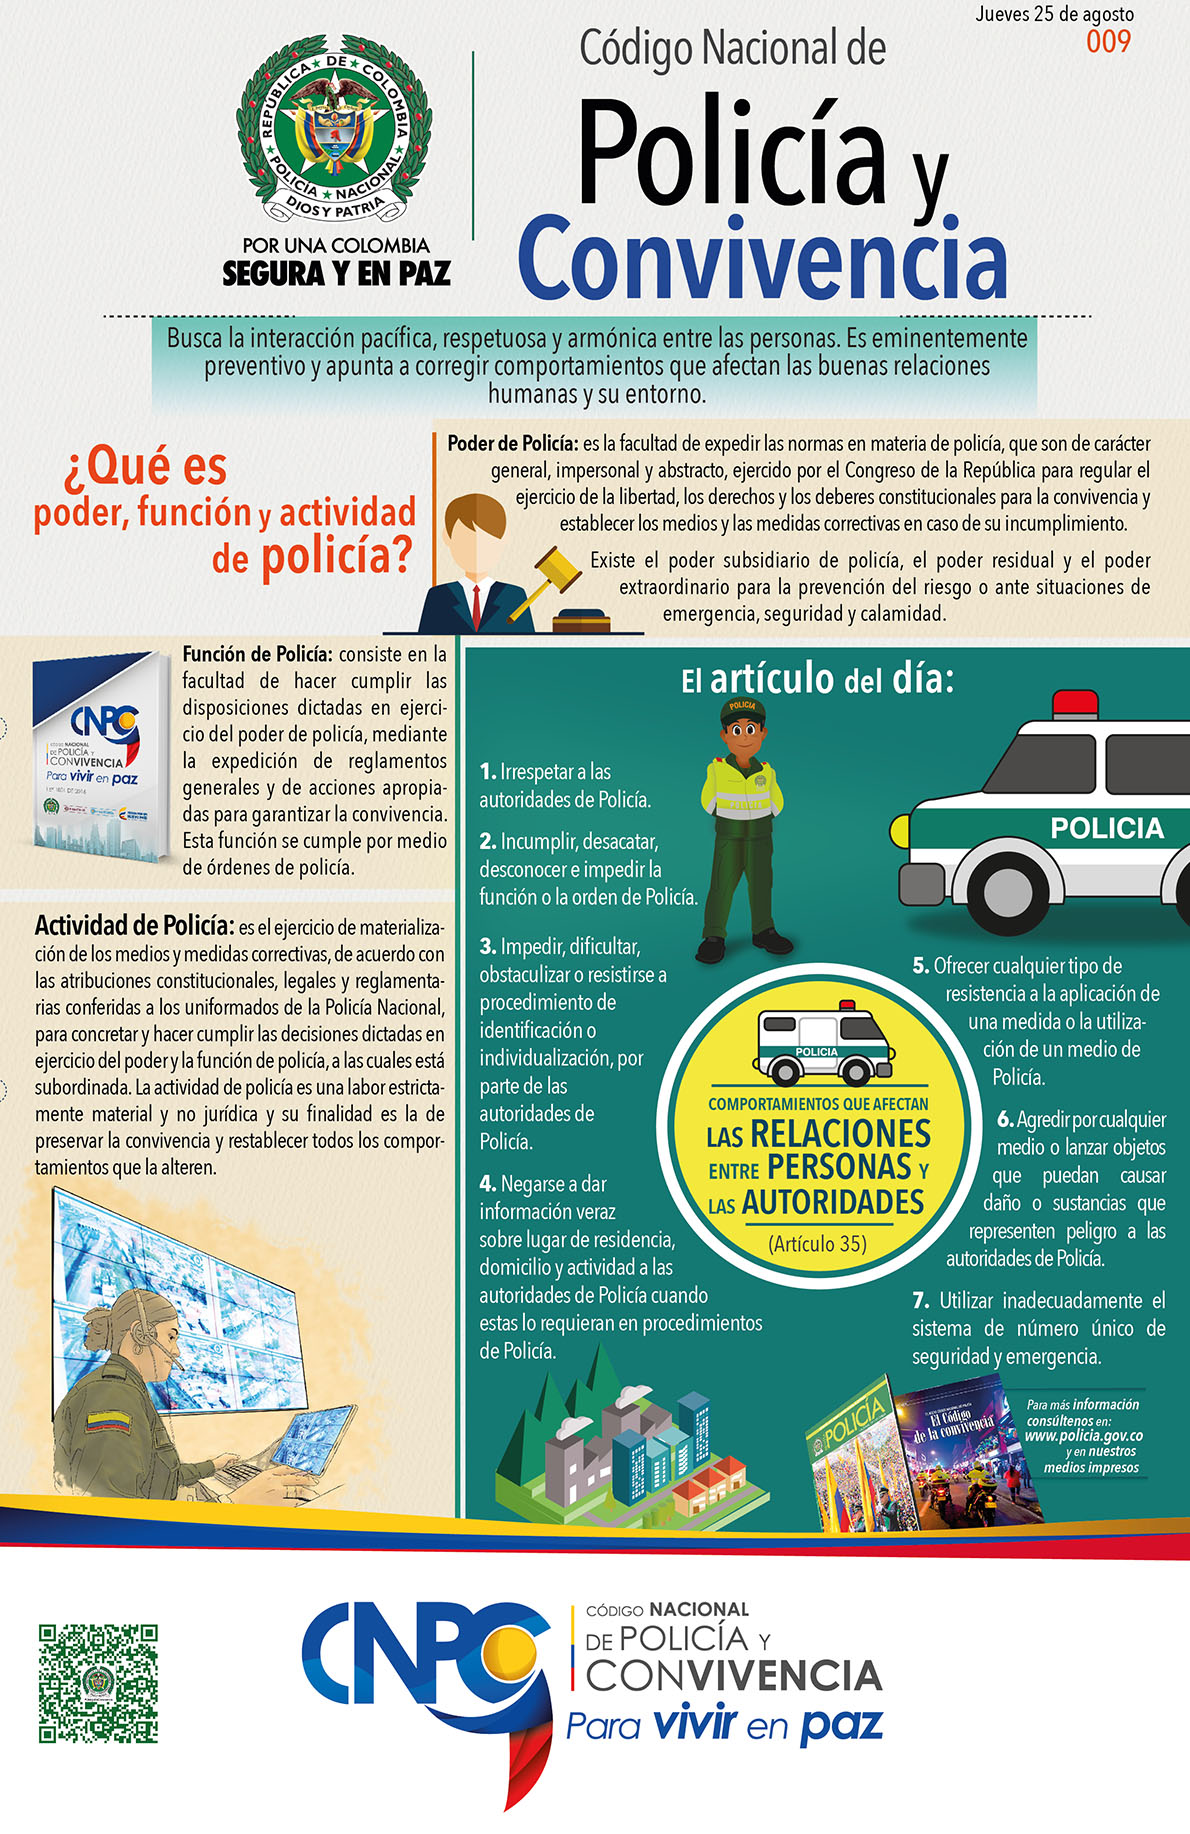 Jueves 25 de agosto
009
REPÚBLICA ★ DE ★ COLOMBIA
POLICÍA ★ NACIONAL
DIOS Y PATRIA
POR UNA COLOMBIA
SEGURA Y EN PAZ
Código Nacional de
Policía y
Convivencia
Busca la interacción pacífica, respetuosa y armónica entre las personas. Es eminentemente
preventivo y apunta a corregir comportamientos que afectan las buenas relaciones
humanas y su entorno.
¿Qué es
poder, función y actividad
de policía?
Poder de Policía: es la facultad de expedir las normas en materia de policía, que son de carácter
general, impersonal y abstracto, ejercido por el Congreso de la República para regular el
ejercicio de la libertad, los derechos y los deberes constitucionales para la convivencia y
establecer los medios y las medidas correctivas en caso de su incumplimiento.
Existe el poder subsidiario de policía, el poder residual y el poder
extraordinario para la prevención del riesgo o ante situaciones de
emergencia, seguridad y calamidad.
CNPC
CÓDIGO NACIONAL
DE POLICÍA Y
CONVIVENCIA
Para vivir en paz
Función de Policía: consiste en la
facultad de hacer cumplir las
disposiciones dictadas en ejerci-
cio del poder de policía, mediante
la expedición de reglamentos
generales y de acciones apropia-
das para garantizar la convivencia.
Esta función se cumple por medio
de órdenes de policía.
Actividad de Policía: es el ejercicio de materializa-
ción de los medios y medidas correctivas, de acuerdo con
las atribuciones constitucionales, legales y reglamenta-
rias conferidas a los uniformados de la Policía Nacional,
para concretar y hacer cumplir las decisiones dictadas en
ejercicio del poder y la función de policía, a las cuales está
subordinada. La actividad de policía es una labor estricta-
mente material y no jurídica y su finalidad es la de
preservar la convivencia y restablecer todos los compor-
tamientos que la alteren.
El artículo del día:
POLICIA
POLICIA
1. Irrespetar a las
autoridades de Policía.
2. Incumplir, desacatar,
desconocer e impedir la
función o la orden de Policía.
3. Impedir, dificultar,
obstaculizar o resistirse a
procedimiento de
identificación o
individualización, por
parte de las
autoridades de
Policía.
4. Negarse a dar
información veraz
sobre lugar de residencia,
domicilio y actividad a las
autoridades de Policía cuando
estas lo requieran en procedimientos
de Policía.
POLICIA
COMPORTAMIENTOS QUE AFECTAN
LAS RELACIONES
ENTRE PERSONAS Y
LAS AUTORIDADES
(Artículo 35)
5. Ofrecer cualquier tipo de
resistencia a la aplicación de
una medida o la utiliza-
ción de un medio de
Policía.
6. Agredir por cualquier
medio o lanzar objetos
que puedan causar
daño o sustancias que
representen peligro a las
autoridades de Policía.
7. Utilizar inadecuadamente el
sistema de número único de
seguridad y emergencia.
POLICÍA
El Código
de la convivencia
Para más información
consúltenos en:
www.policia.gov.co
y en nuestros
medios impresos
CNPC
CÓDIGO NACIONAL
DE POLICÍA Y
CONVIVENCIA
Para vivir en paz